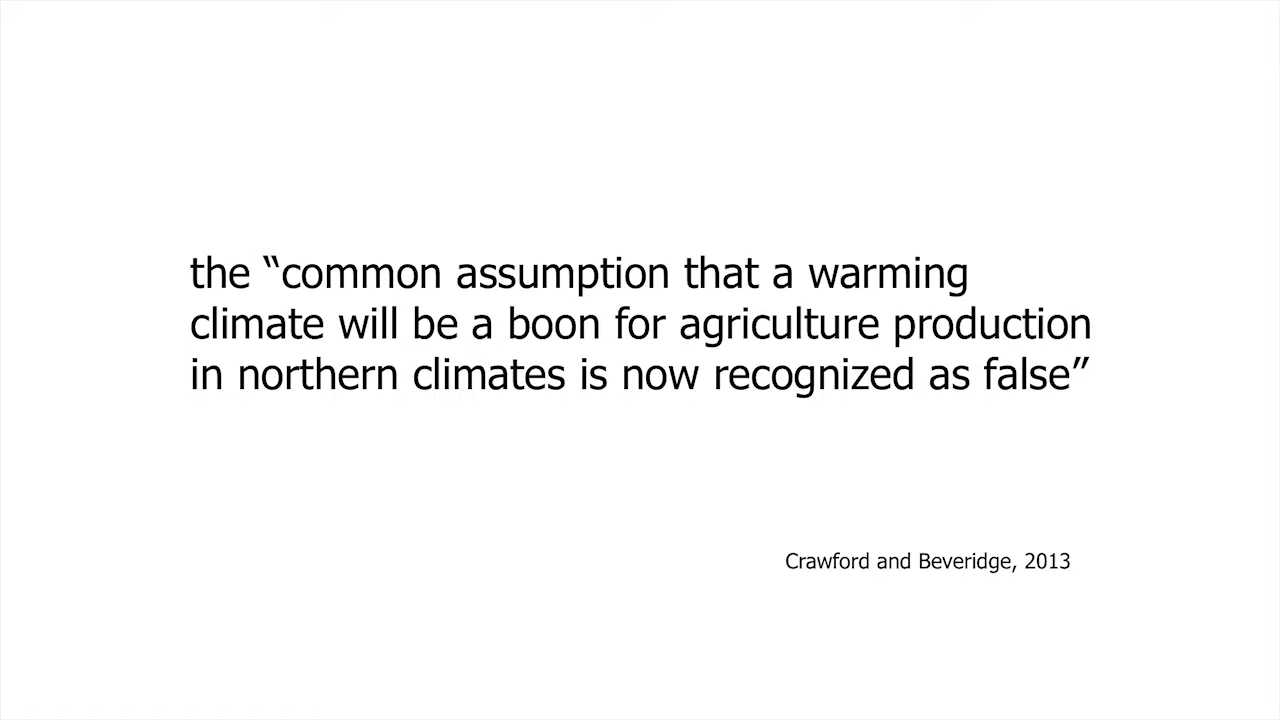 the “common assumption that a warming
climate will be a boon for agriculture production
in northern climates is now recognized as false”
Crawford and Beveridge, 2013